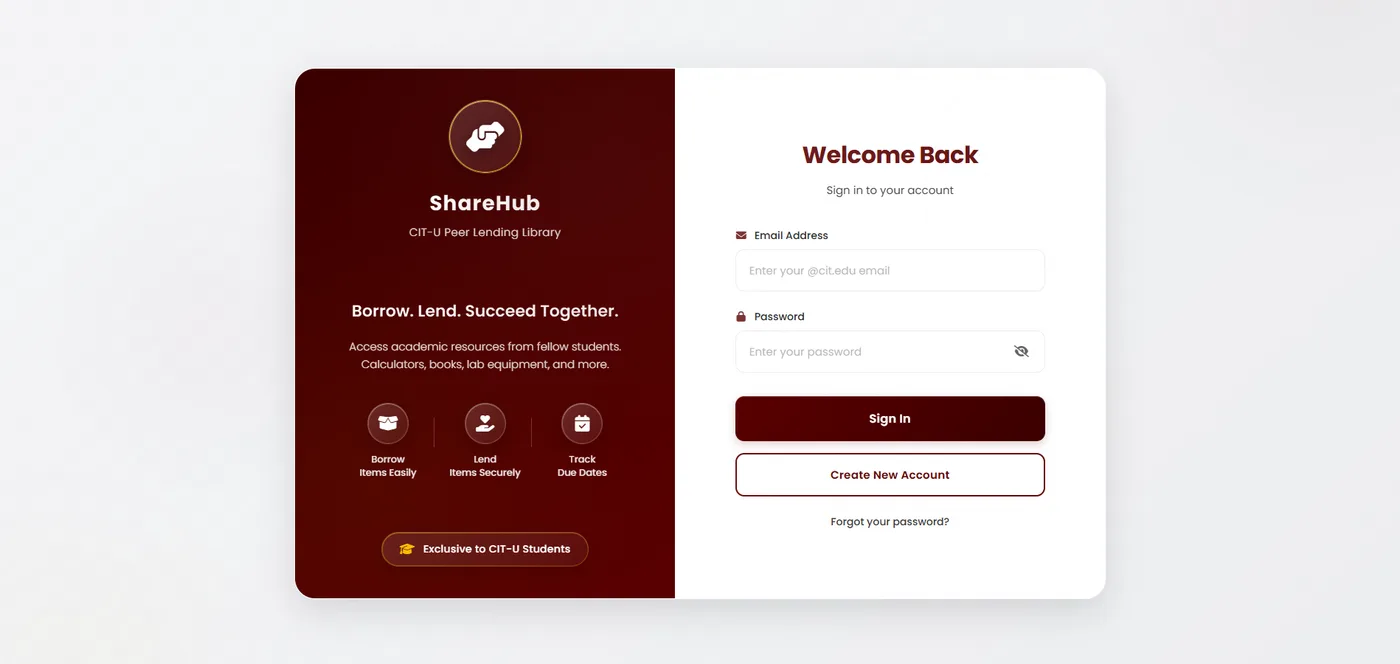 ShareHub
CIT-U Peer Lending Library
Borrow. Lend. Succeed Together.
Access academic resources from fellow students.
Calculators, books, lab equipment, and more.
Borrow
Items Easily
Lend
Items Securely
Track
Due Dates
Exclusive to CIT-U Students
Welcome Back
Sign in to your account
Email Address
Enter your @cit.edu email
Password
Enter your password
Sign In
Create New Account
Forgot your password?